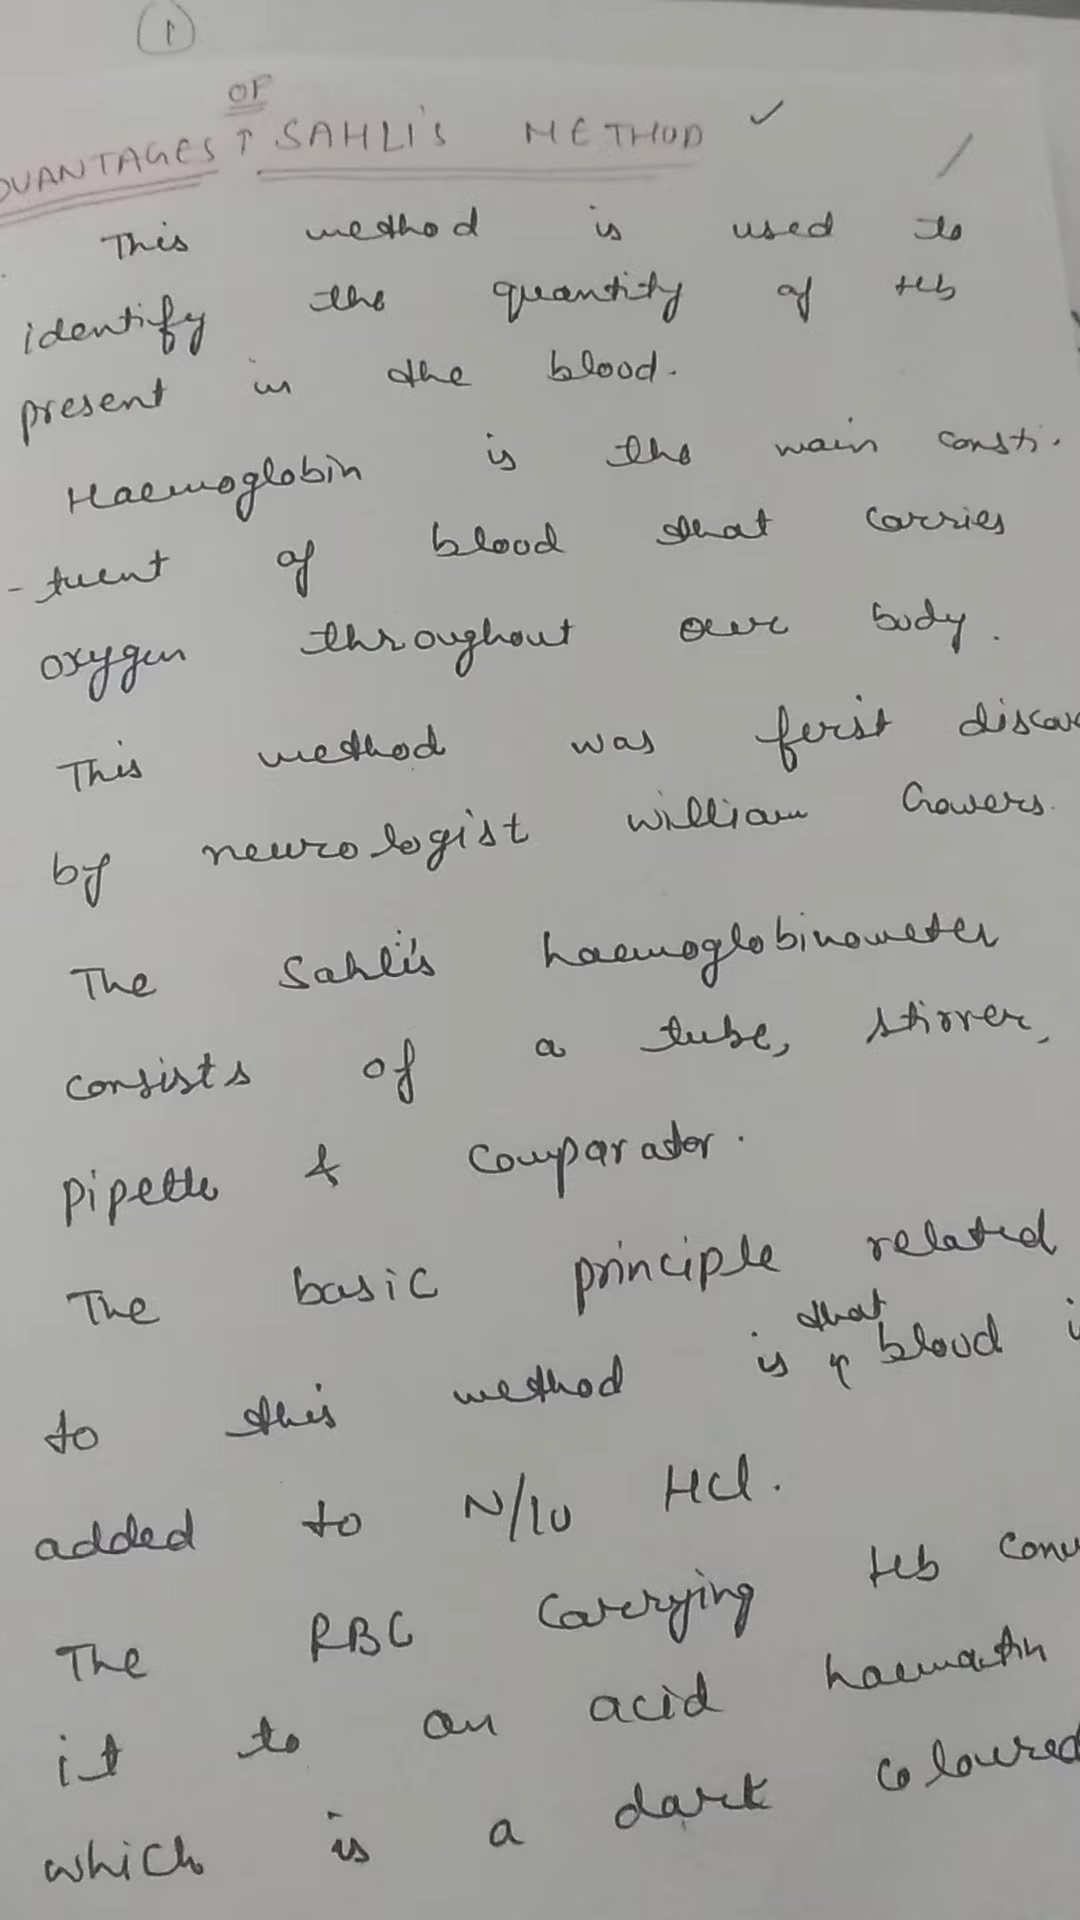 1
OF
DVANTAGES ↑ SAHLI'S METHOD ✓
This method is used to
identify the quantity of Hb
present in the blood.
Haemoglobin is the main consti-
-tuent of blood that carries
oxygen throughout our body.
This method was first discov
by neurologist William Gowers.
The Sahli's haemoglobinometer
consists of a tube, stirrer,
pipette & comparator.
The basic principle related
to this method is that blood i
added to N/10 HCl.
The RBC carrying Hb conv
it to an acid haematin
which is a dark coloured